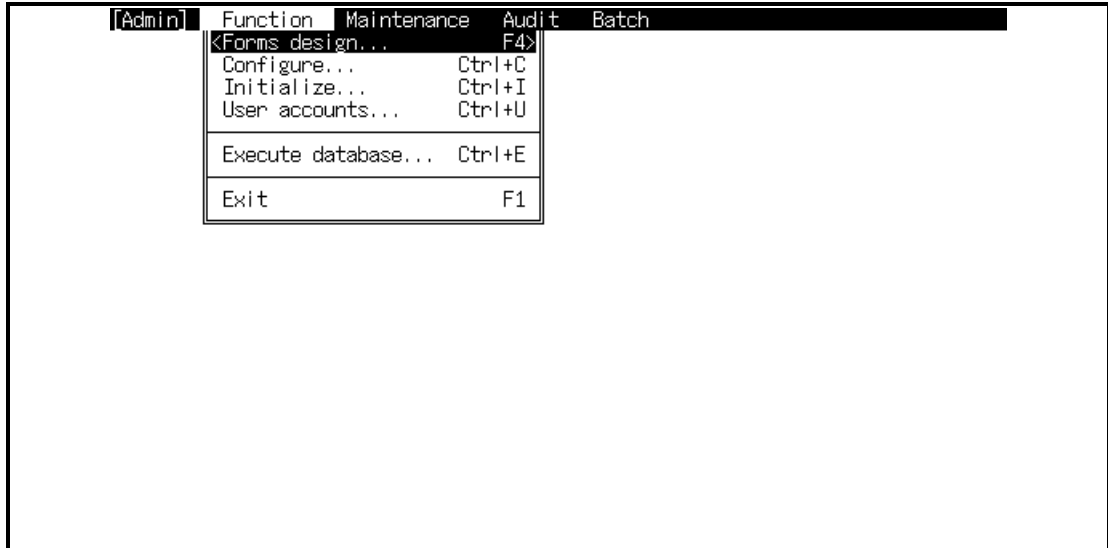 [Admin] Function Maintenance Audit Batch
<Forms design... F4>
Configure... Ctrl+C
Initialize... Ctrl+I
User accounts... Ctrl+U
Execute database... Ctrl+E
Exit F1